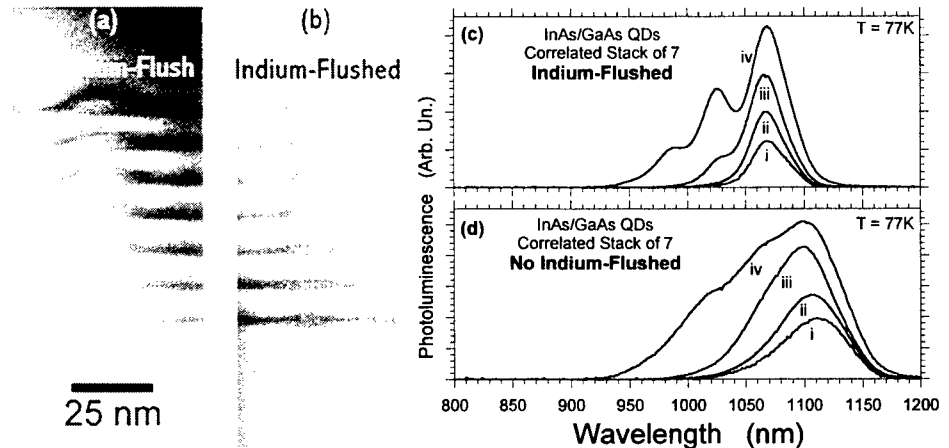 (a)
m-Flush
25 nm
(b)
Indium-Flushed
(c)
InAs/GaAs QDs
Correlated Stack of 7
Indium-Flushed
T = 77K
iv
iii
ii
i
(d)
InAs/GaAs QDs
Correlated Stack of 7
No Indium-Flushed
T = 77K
iv
iii
ii
i
Photoluminescence (Arb. Un.)
800 850 900 950 1000 1050 1100 1150 1200
Wavelength (nm)